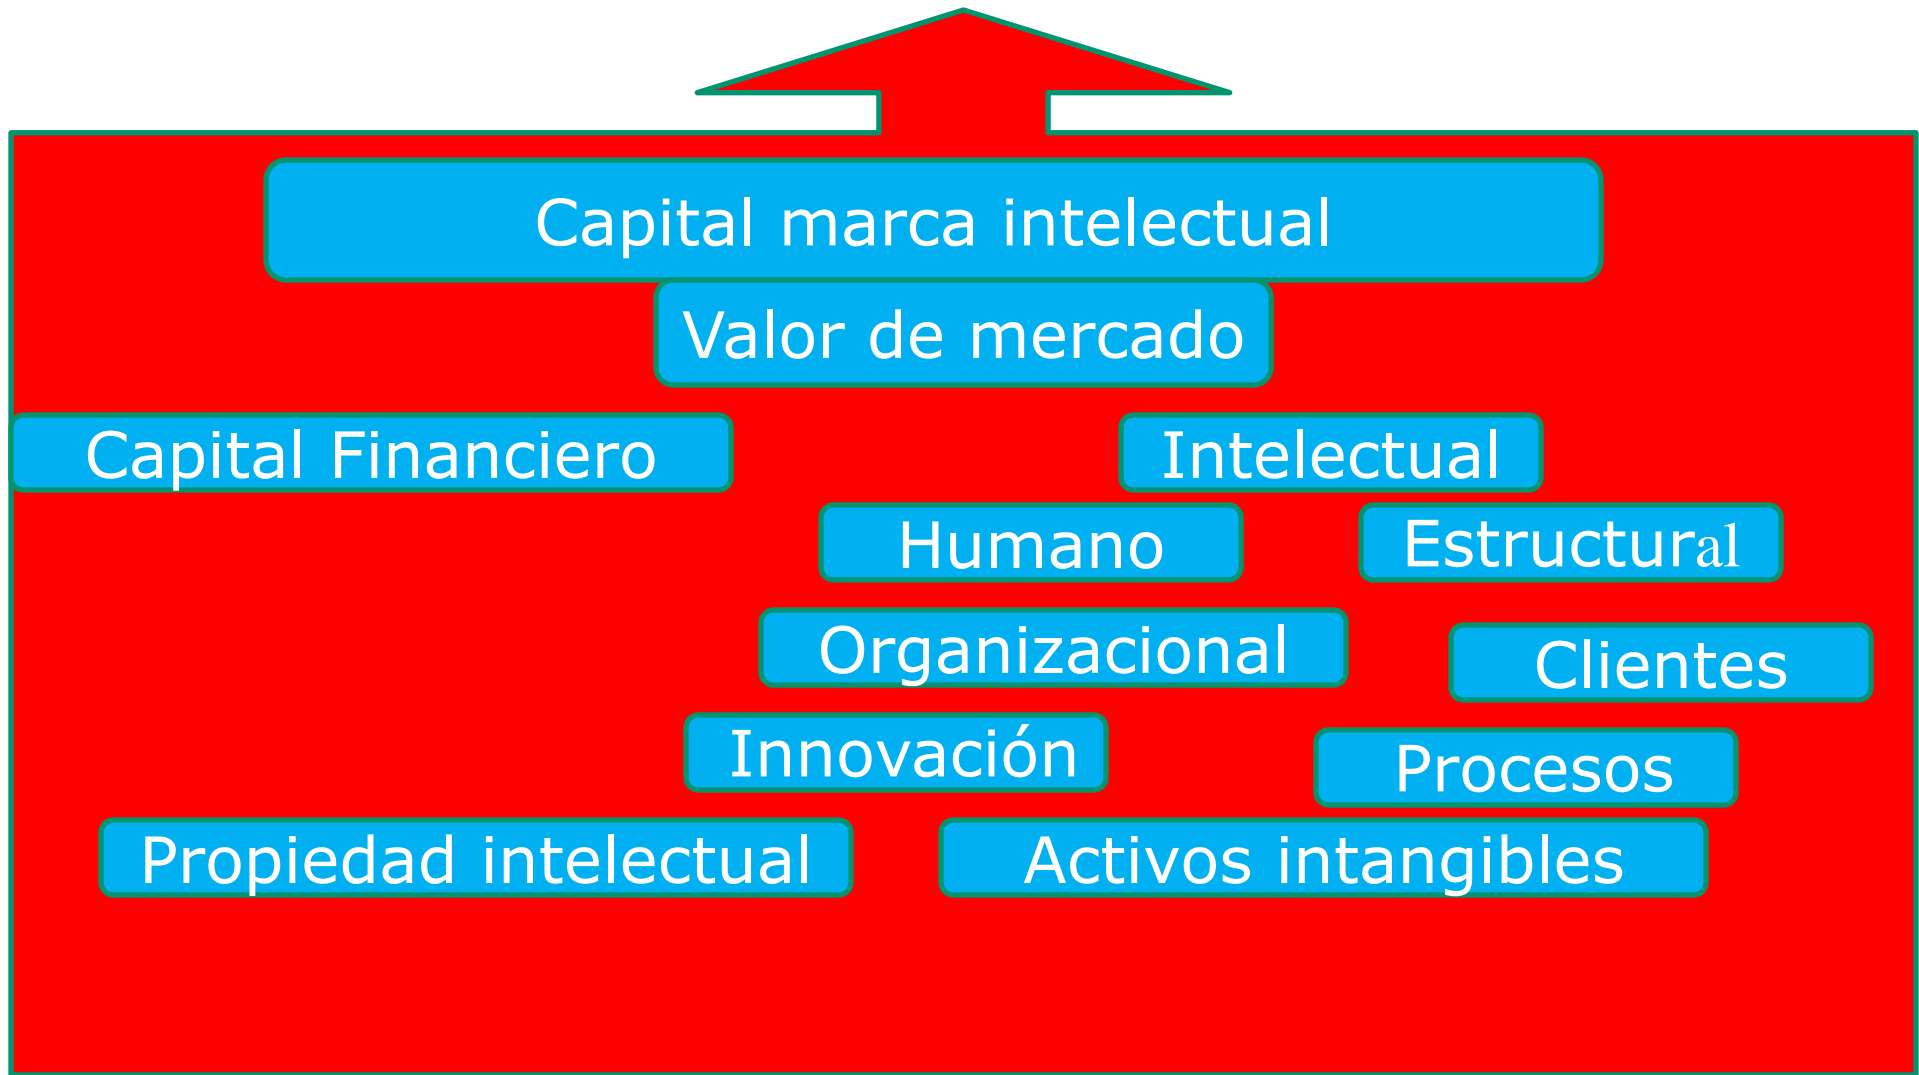 Capital marca intelectual
Valor de mercado
Capital Financiero
Intelectual
Humano
Estructural
Organizacional
Clientes
Innovación
Procesos
Propiedad intelectual
Activos intangibles